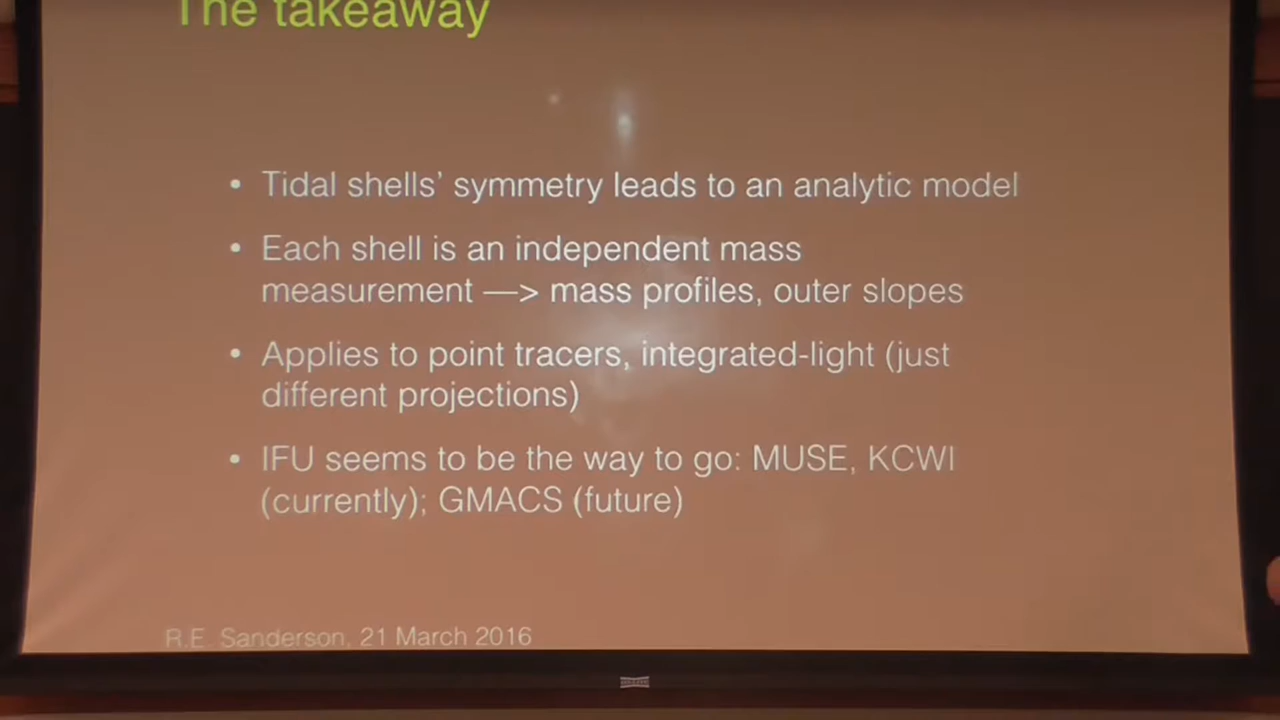 The takeaway
• Tidal shells’ symmetry leads to an analytic model
• Each shell is an independent mass
measurement —> mass profiles, outer slopes
• Applies to point tracers, integrated-light (just
different projections)
• IFU seems to be the way to go: MUSE, KCWI
(currently); GMACS (future)
R.E. Sanderson, 21 March 2016